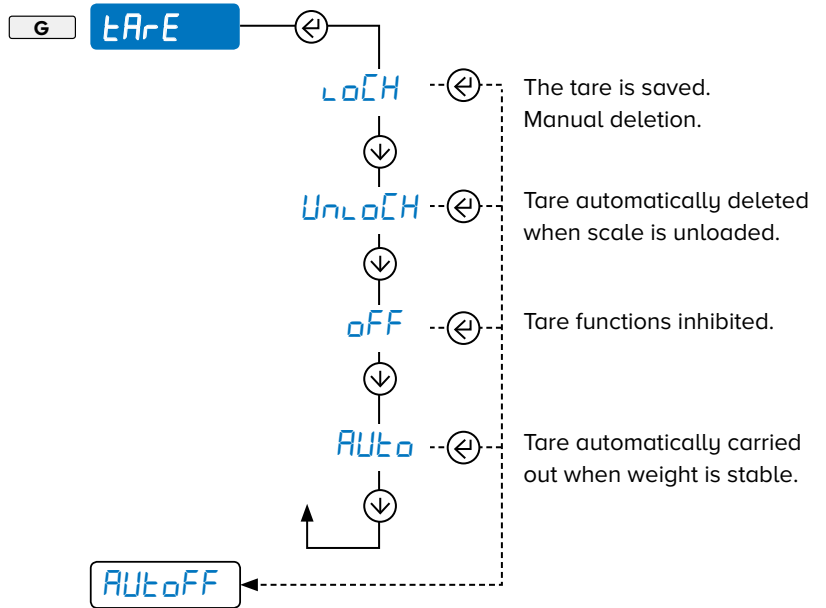 G
tArE
LoCH
The tare is saved.
Manual deletion.
UnLoCH
Tare automatically deleted
when scale is unloaded.
oFF
Tare functions inhibited.
AUto
Tare automatically carried
out when weight is stable.
AUtoFF